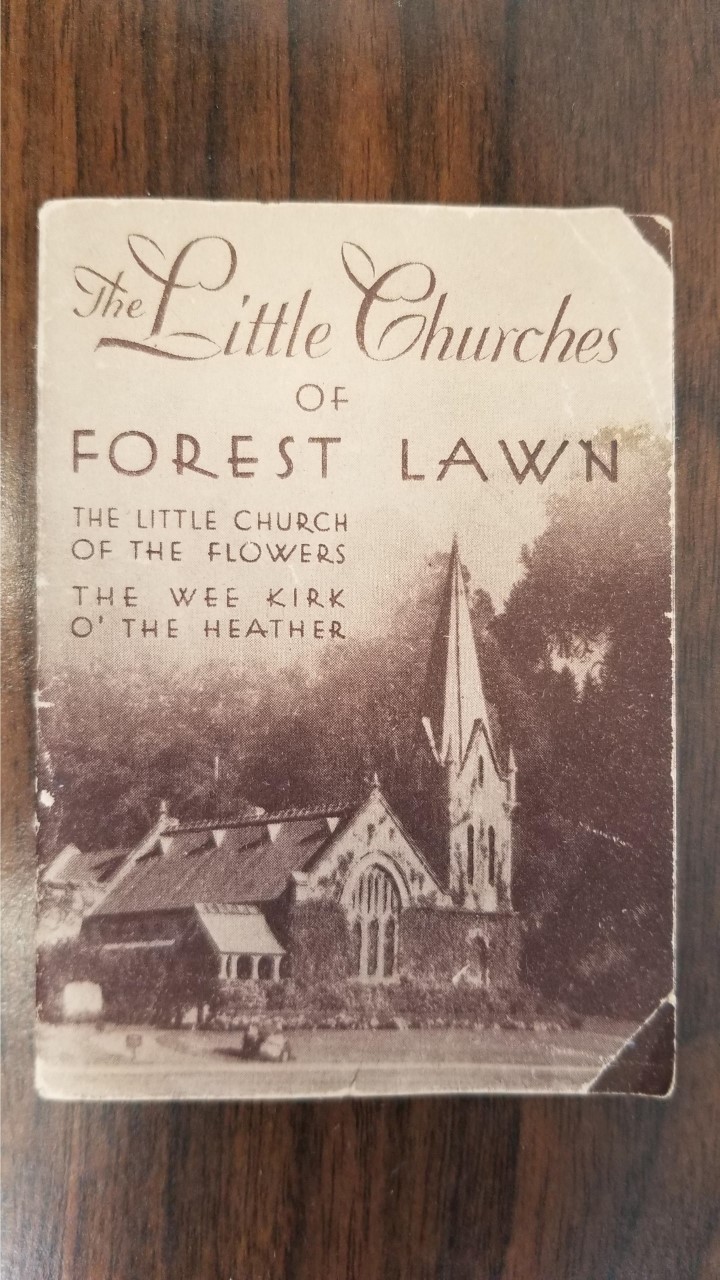 The Little Churches
OF
FOREST LAWN
THE LITTLE CHURCH
OF THE FLOWERS
THE WEE KIRK
O' THE HEATHER